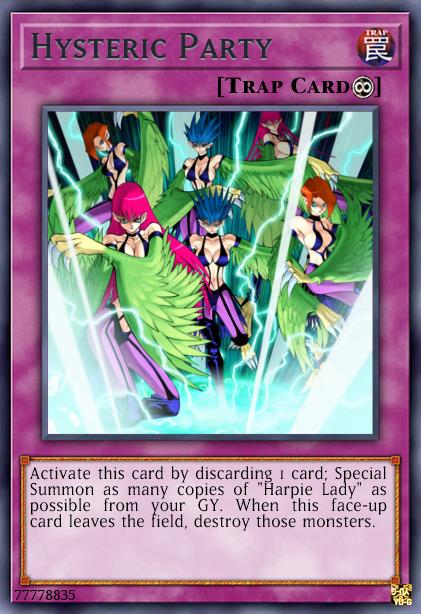 Hysteric Party
TRAP
罠
[Trap Card]
Activate this card by discarding 1 card; Special
Summon as many copies of "Harpie Lady" as
possible from your GY. When this face-up
card leaves the field, destroy those monsters.
77778835